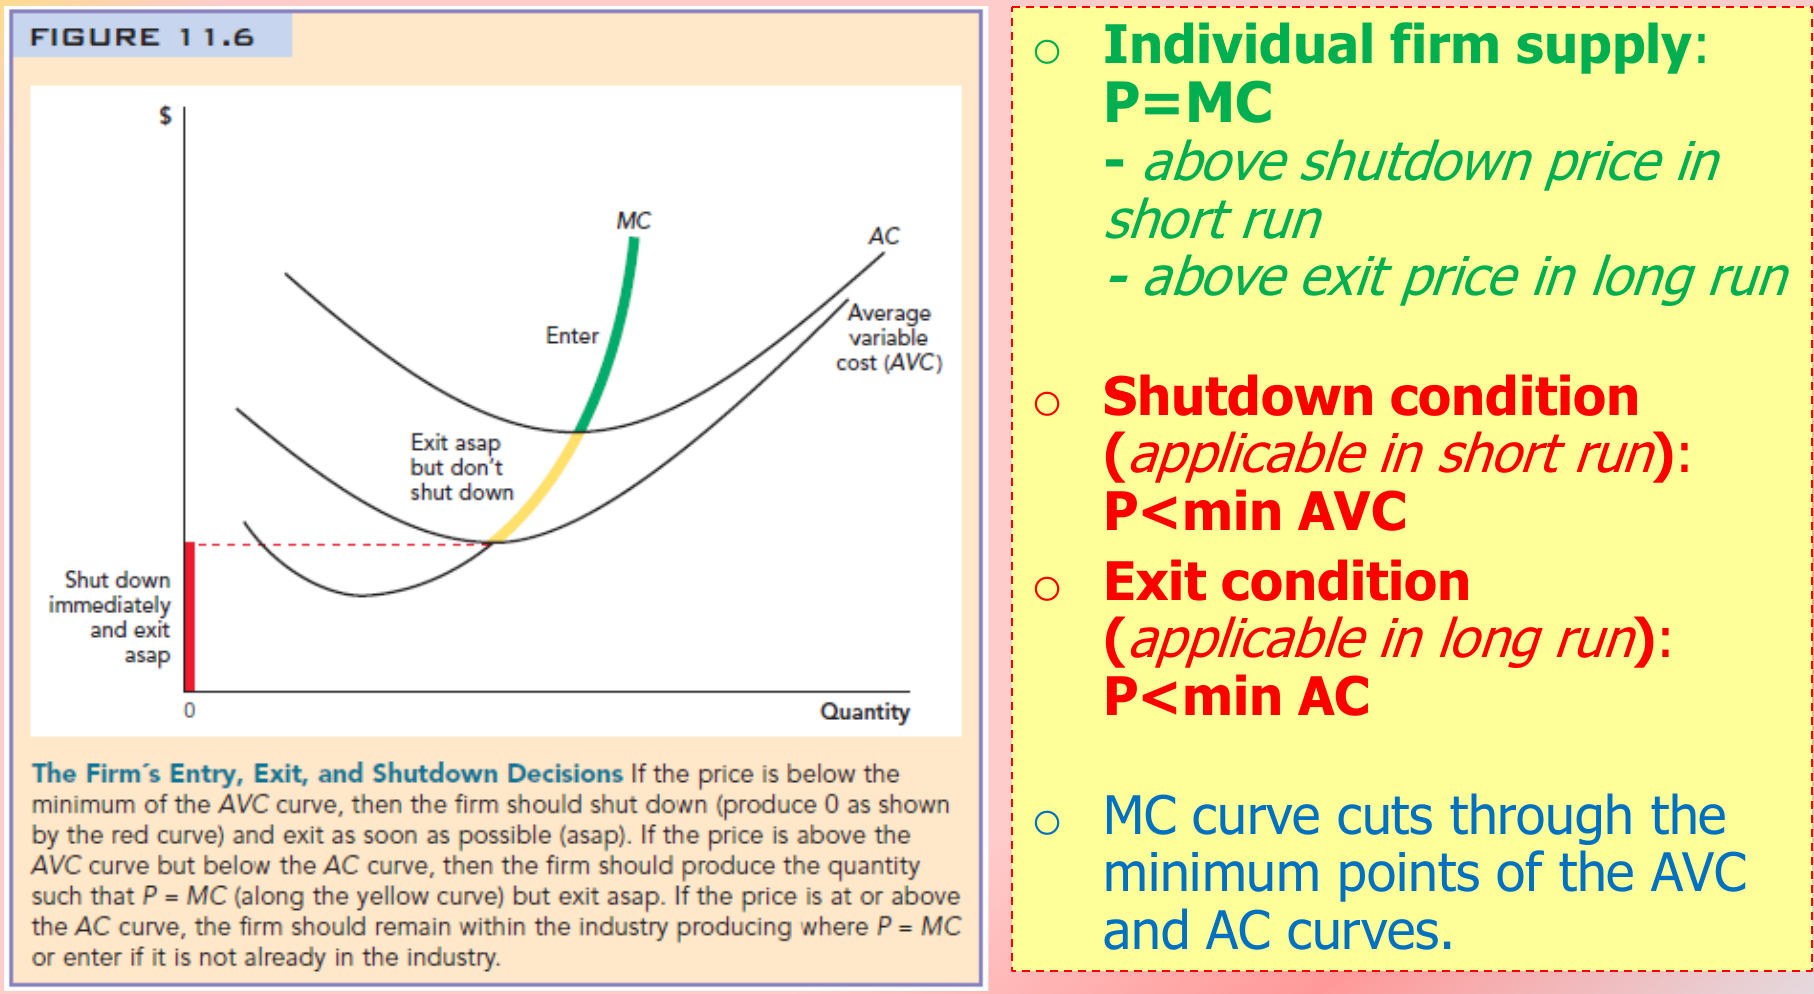 FIGURE 11.6
$
MC
AC
Average
variable
cost (AVC)
Enter
Exit asap
but don't
shut down
Shut down
immediately
and exit
asap
0
Quantity
The Firm´s Entry, Exit, and Shutdown Decisions If the price is below the
minimum of the AVC curve, then the firm should shut down (produce 0 as shown
by the red curve) and exit as soon as possible (asap). If the price is above the
AVC curve but below the AC curve, then the firm should produce the quantity
such that P = MC (along the yellow curve) but exit asap. If the price is at or above
the AC curve, the firm should remain within the industry producing where P = MC
or enter if it is not already in the industry.
○ Individual firm supply:
P=MC
- above shutdown price in
short run
- above exit price in long run
○ Shutdown condition
(applicable in short run):
P<min AVC
○ Exit condition
(applicable in long run):
P<min AC
○ MC curve cuts through the
minimum points of the AVC
and AC curves.